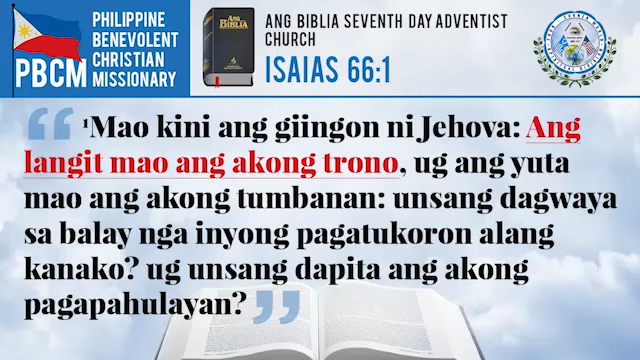 PHILIPPINE
BENEVOLENT
CHRISTIAN
MISSIONARY
PBCM
Ang
BIBLIA
ANG BIBLIA SEVENTH DAY ADVENTIST
CHURCH
ISAIAS 66:1
“ ¹Mao kini ang giingon ni Jehova: Ang
langit mao ang akong trono, ug ang yuta
mao ang akong tumbanan: unsang dagwaya
sa balay nga inyong pagatukoron alang
kanako? ug unsang dapita ang akong
pagapahulayan? ”